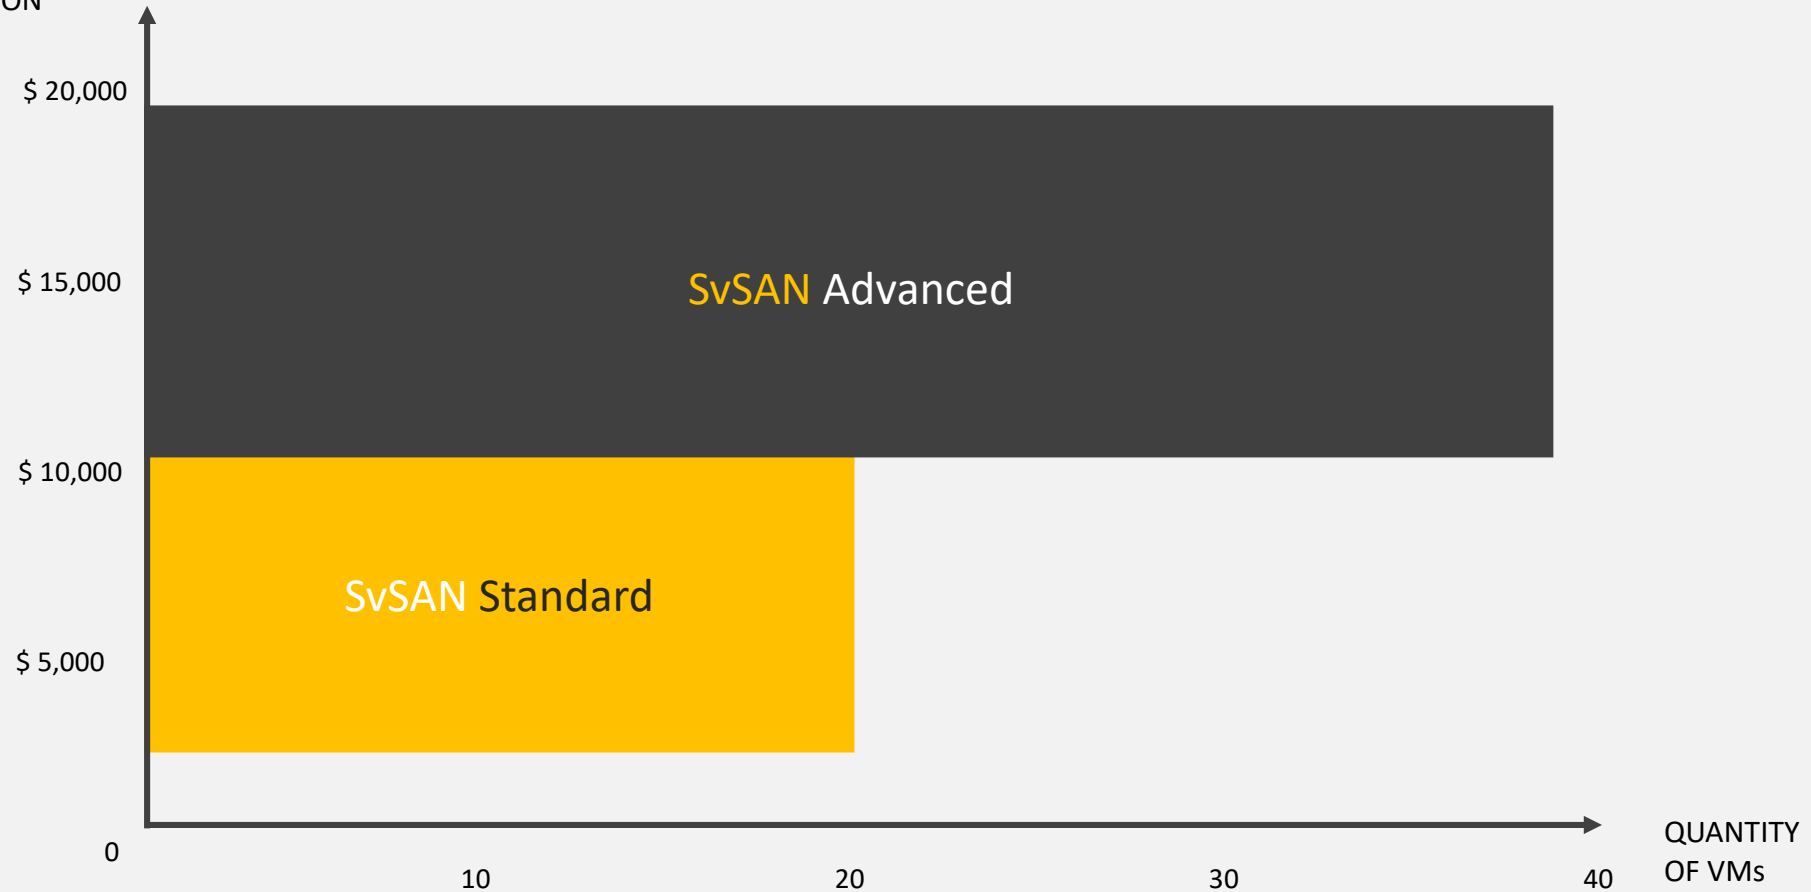 $ 20,000
SvSAN Advanced
$ 15,000
$ 10,000
SvSAN Standard
$ 5,000
0
QUANTITY
OF VMs
10
20
30
40